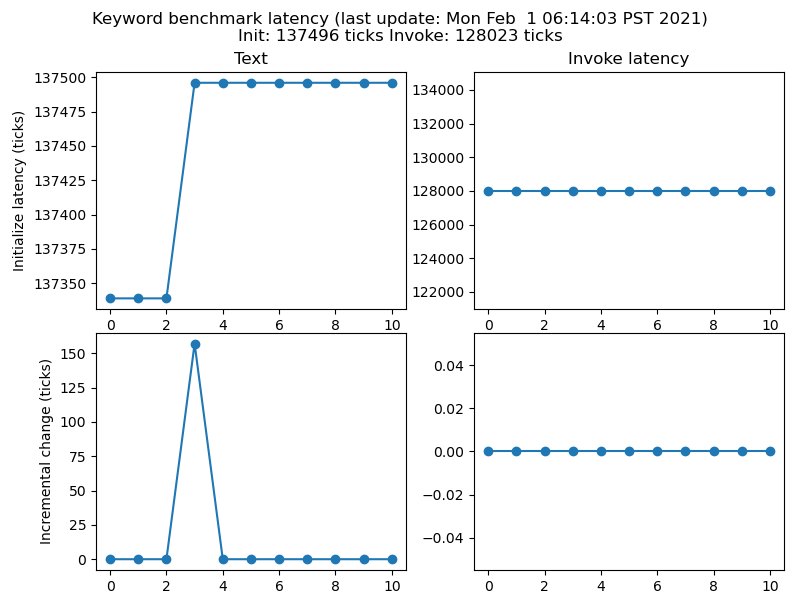 Keyword benchmark latency (last update: Mon Feb  1 06:14:03 PST 2021)
Init: 137496 ticks Invoke: 128023 ticks
Text
Invoke latency
Initialize latency (ticks)
137500
137475
137450
137425
137400
137375
137350
0 2 4 6 8 10
134000
132000
130000
128000
126000
124000
122000
0 2 4 6 8 10
Incremental change (ticks)
150
125
100
75
50
25
0
0 2 4 6 8 10
0.04
0.02
0.00
−0.02
−0.04
0 2 4 6 8 10